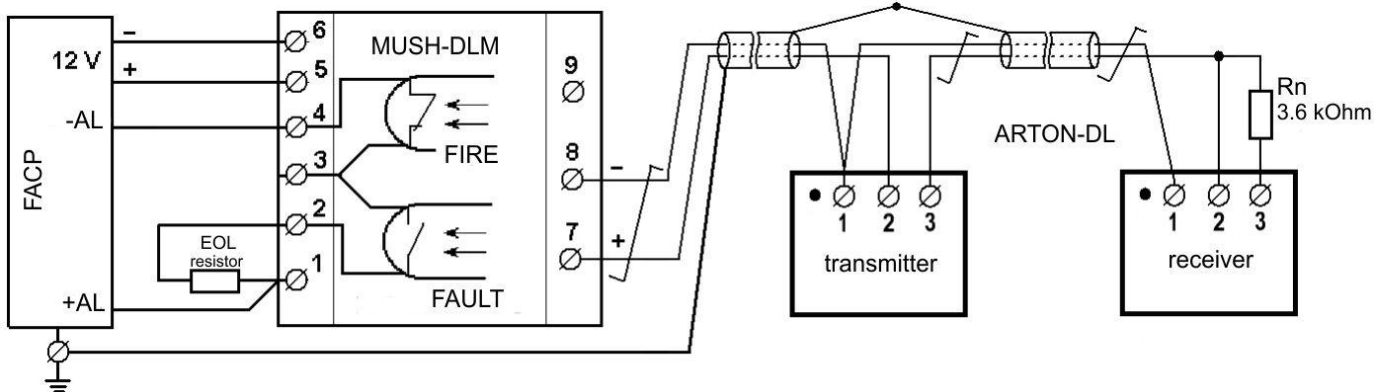 FACP
12 V
−
+
-AL
+AL
EOL
resistor
6
5
4
3
2
1
MUSH-DLM
FIRE
FAULT
9
8
7
−
+
ARTON-DL
1
2
3
transmitter
1
2
3
receiver
Rn
3.6 kOhm